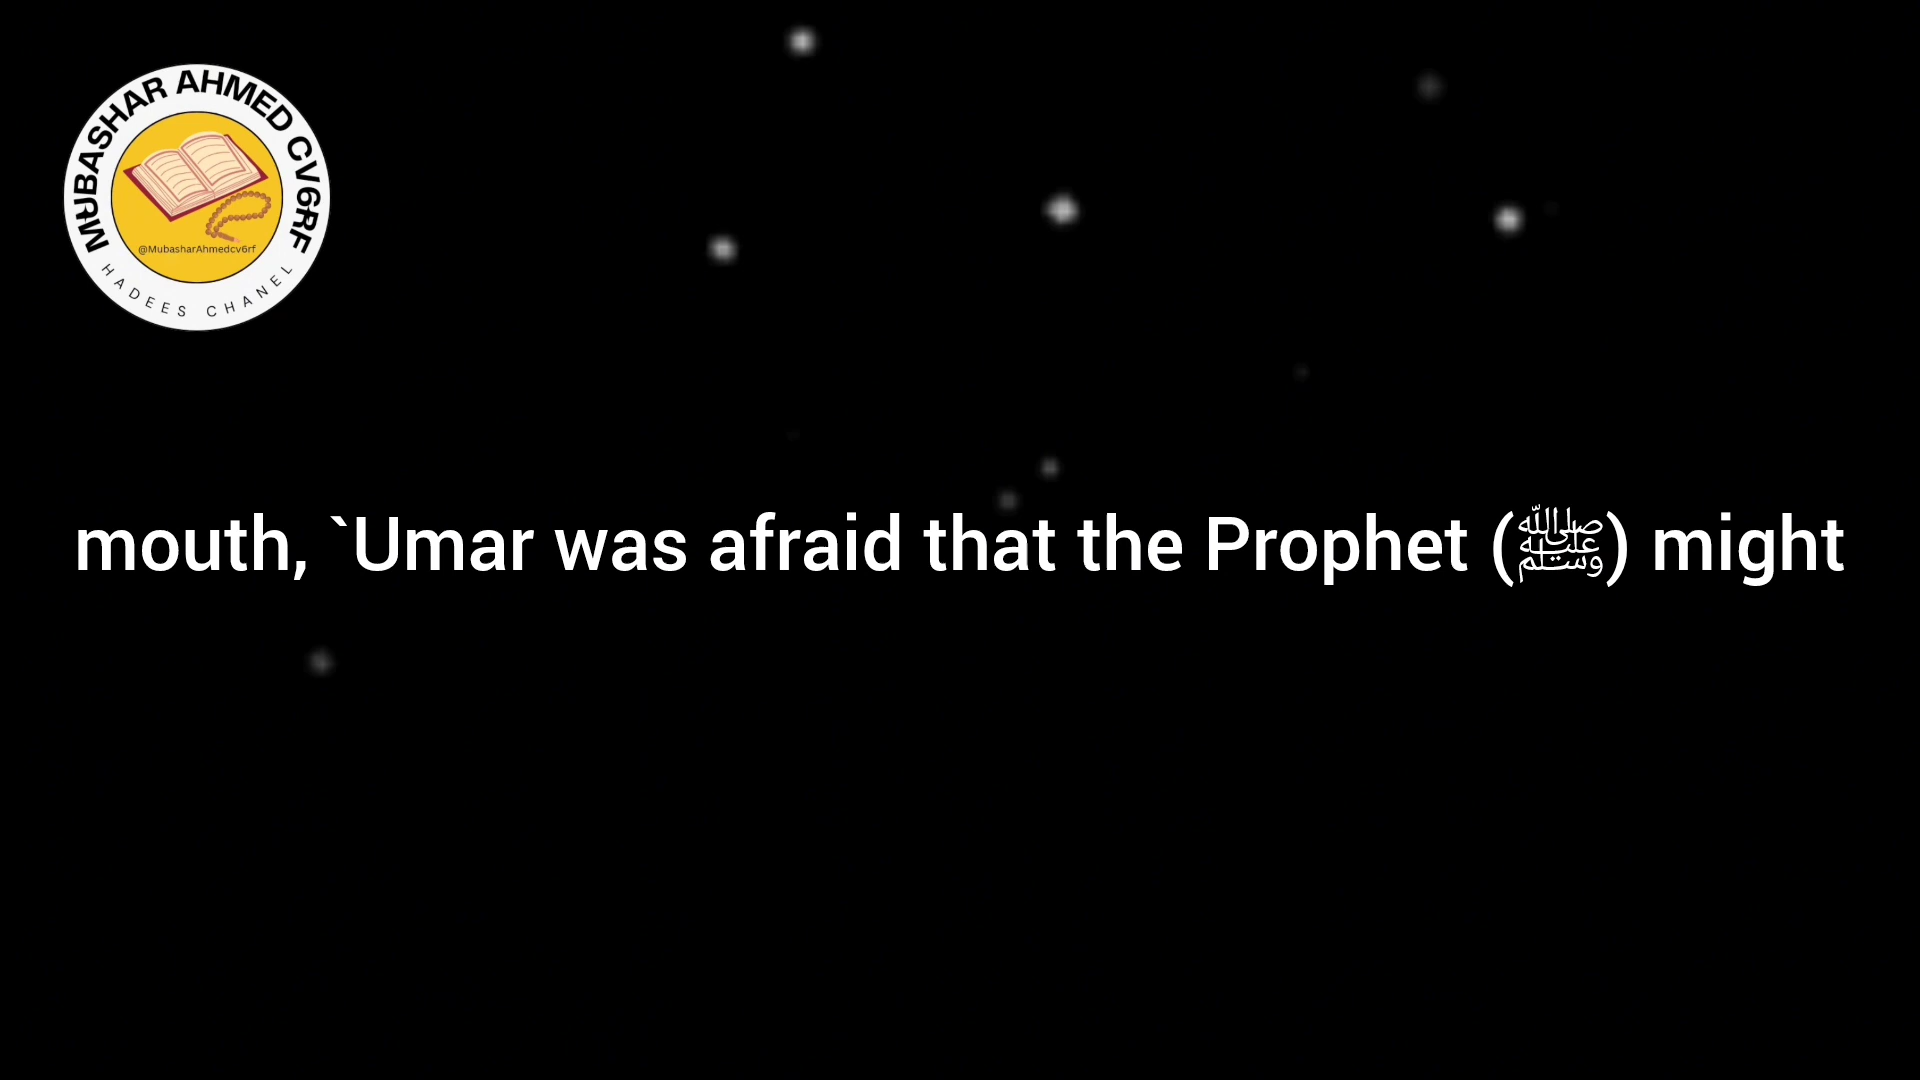 MUBASHAR AHMED CV6RF
@MubasharAhmedcv6rf
HADEES CHANEL
mouth, `Umar was afraid that the Prophet (ﷺ) might